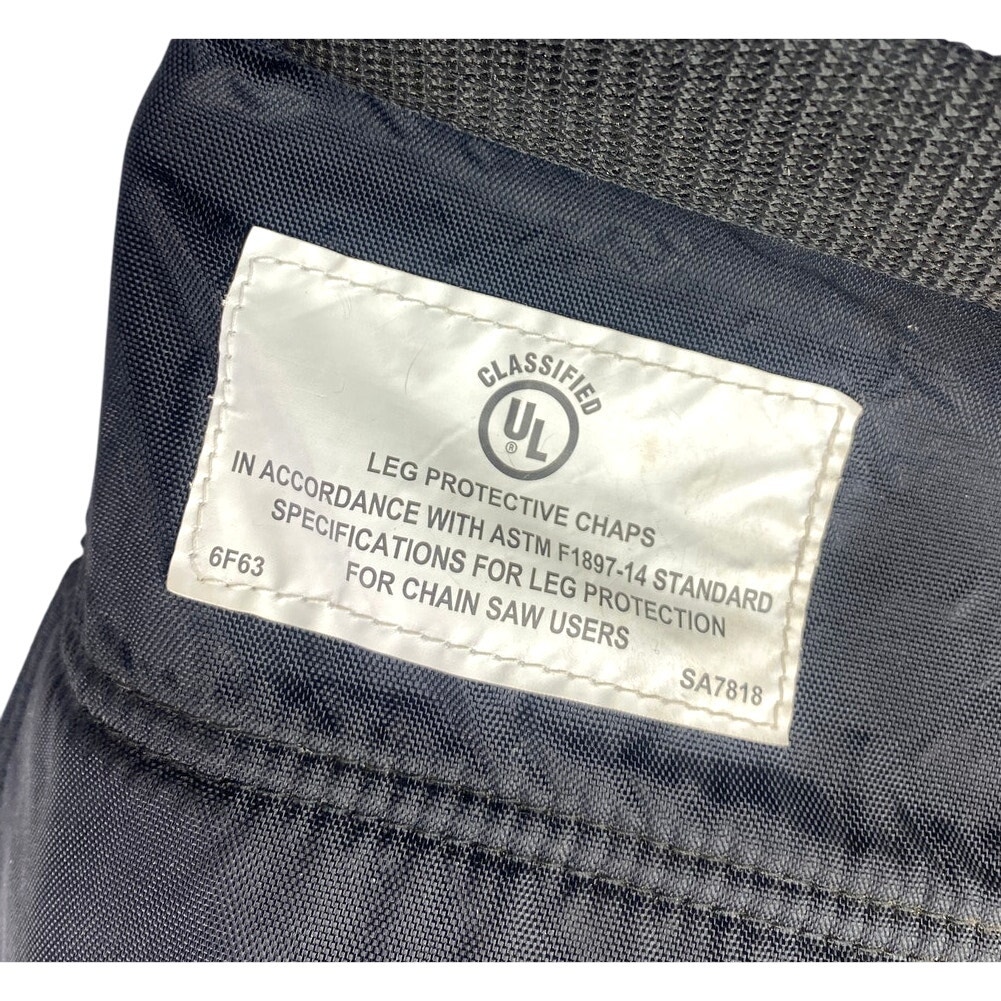 CLASSIFIED
UL
®
LEG PROTECTIVE CHAPS
IN ACCORDANCE WITH ASTM F1897-14 STANDARD
SPECIFICATIONS FOR LEG PROTECTION
FOR CHAIN SAW USERS
6F63
SA7818